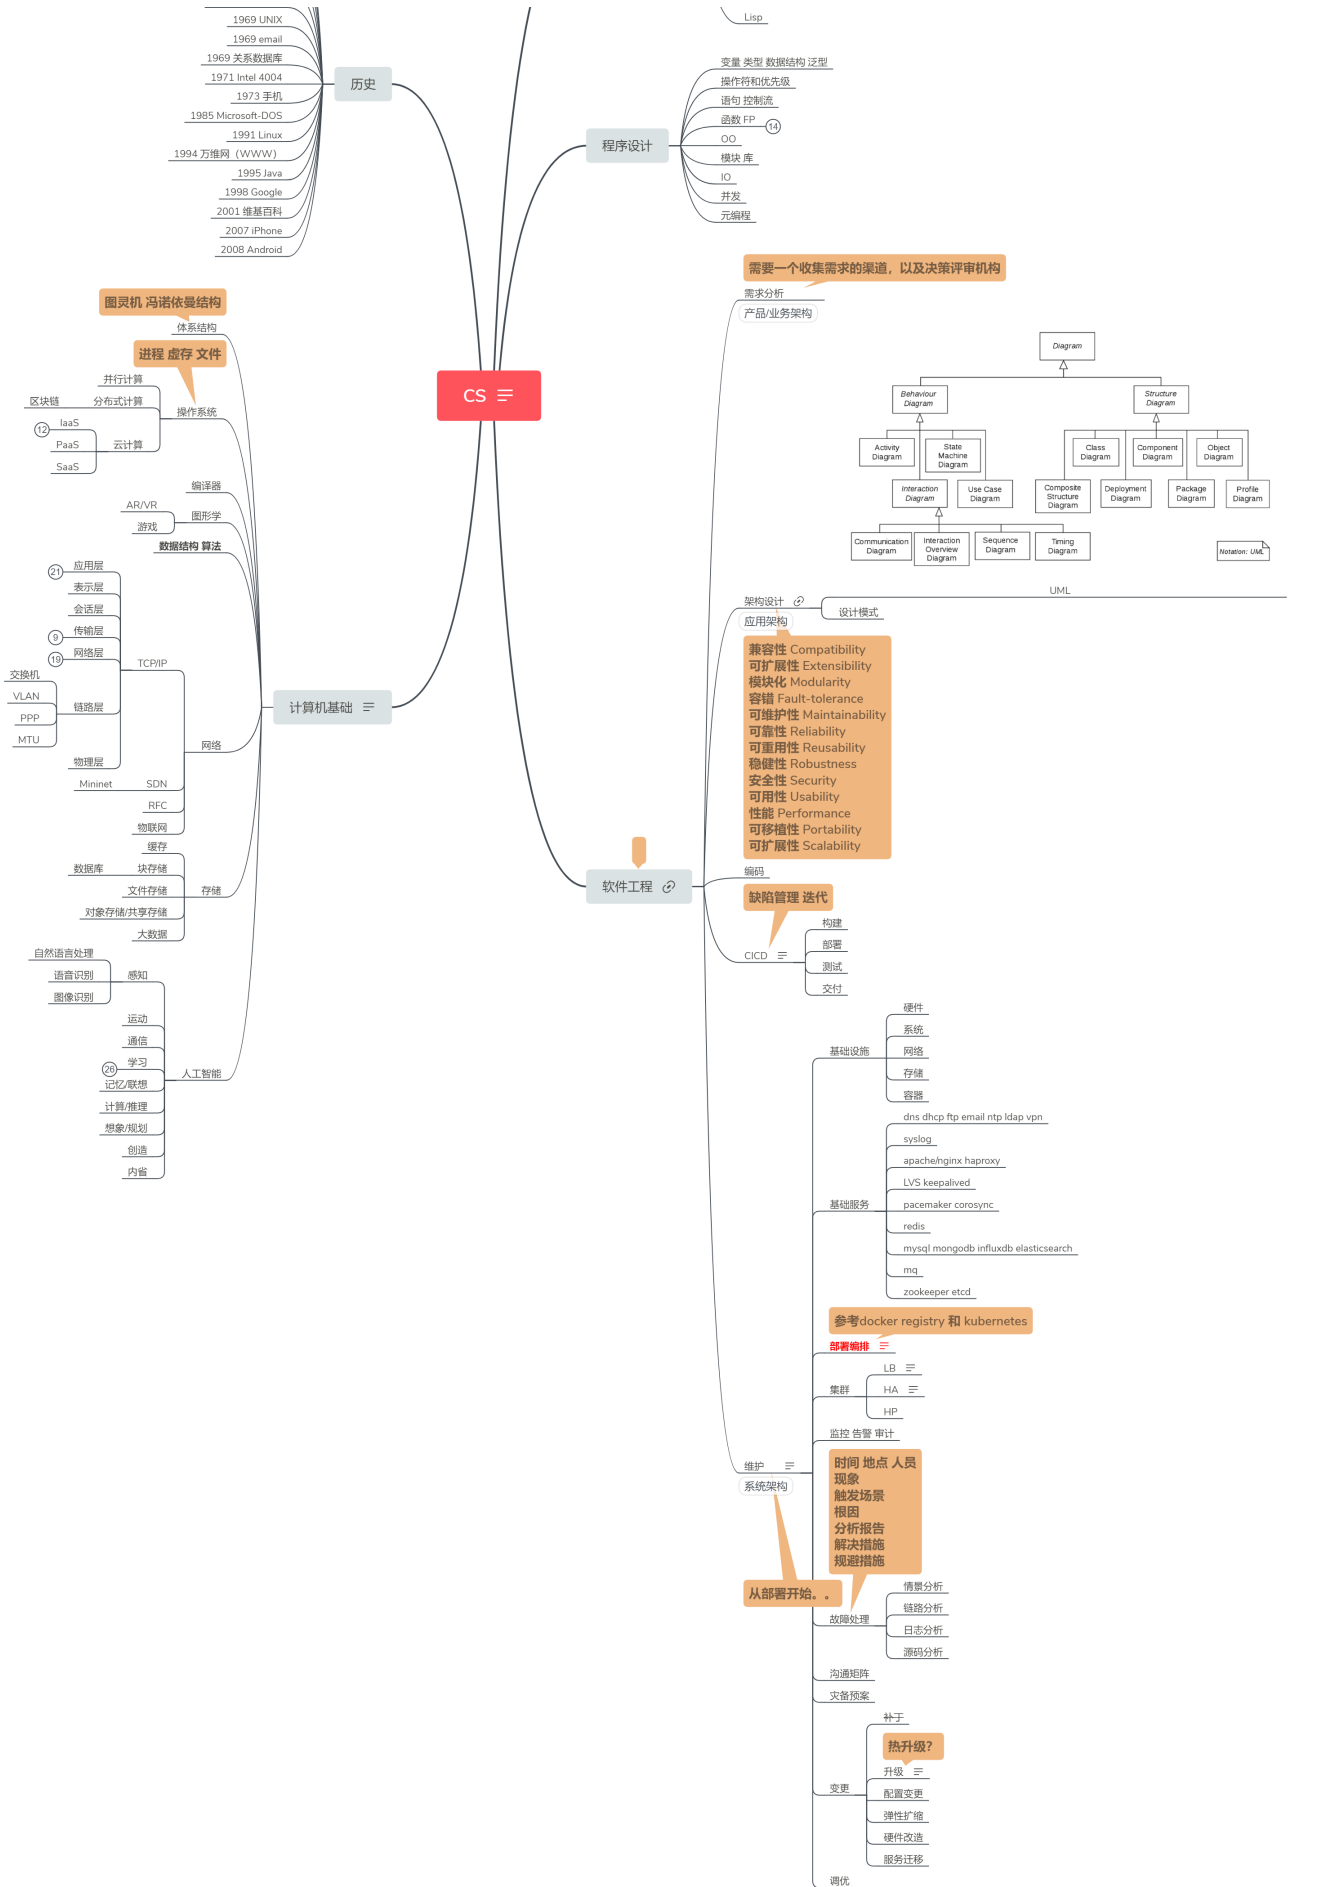 1969 UNIX
1969 email
1969 关系数据库
1971 Intel 4004
1973 手机
1985 Microsoft-DOS
1991 Linux
1994 万维网（WWW）
1995 Java
1998 Google
2001 维基百科
2007 iPhone
2008 Android
历史
Lisp
变量 类型 数据结构 泛型
操作符和优先级
语句 控制流
函数 FP
14
OO
模块 库
IO
并发
元编程
程序设计
CS
图灵机 冯诺依曼结构
体系结构
进程 虚存 文件
并行计算
区块链
分布式计算
操作系统
IaaS
12
PaaS
云计算
SaaS
编译器
AR/VR
图形学
游戏
数据结构 算法
应用层
21
表示层
会话层
传输层
9
网络层
19
TCP/IP
交换机
VLAN
链路层
PPP
MTU
网络
物理层
Mininet
SDN
RFC
物联网
计算机基础
缓存
数据库
块存储
文件存储
存储
对象存储/共享存储
大数据
自然语言处理
语音识别
感知
图像识别
运动
通信
学习
26
人工智能
记忆/联想
计算/推理
想象/规划
创造
内省
需要一个收集需求的渠道，以及决策评审机构
需求分析
产品/业务架构
Diagram
Behaviour
Diagram
Structure
Diagram
Activity
Diagram
State
Machine
Diagram
Class
Diagram
Component
Diagram
Object
Diagram
Interaction
Diagram
Use Case
Diagram
Composite
Structure
Diagram
Deployment
Diagram
Package
Diagram
Profile
Diagram
Communication
Diagram
Interaction
Overview
Diagram
Sequence
Diagram
Timing
Diagram
Notation: UML
UML
架构设计
设计模式
应用架构
兼容性 Compatibility
可扩展性 Extensibility
模块化 Modularity
容错 Fault-tolerance
可维护性 Maintainability
可靠性 Reliability
可重用性 Reusability
稳健性 Robustness
安全性 Security
可用性 Usability
性能 Performance
可移植性 Portability
可扩展性 Scalability
软件工程
编码
缺陷管理 迭代
CICD
构建
部署
测试
交付
基础设施
硬件
系统
网络
存储
容器
基础服务
dns dhcp ftp email ntp ldap vpn
syslog
apache/nginx haproxy
LVS keepalived
pacemaker corosync
redis
mysql mongodb influxdb elasticsearch
mq
zookeeper etcd
参考docker registry 和 kubernetes
部署编排
集群
LB
HA
HP
监控 告警 审计
维护
系统架构
从部署开始。。
时间 地点 人员
现象
触发场景
根因
分析报告
解决措施
规避措施
故障处理
情景分析
链路分析
日志分析
源码分析
沟通矩阵
灾备预案
变更
补丁
热升级？
升级
配置变更
弹性扩缩
硬件改造
服务迁移
调优